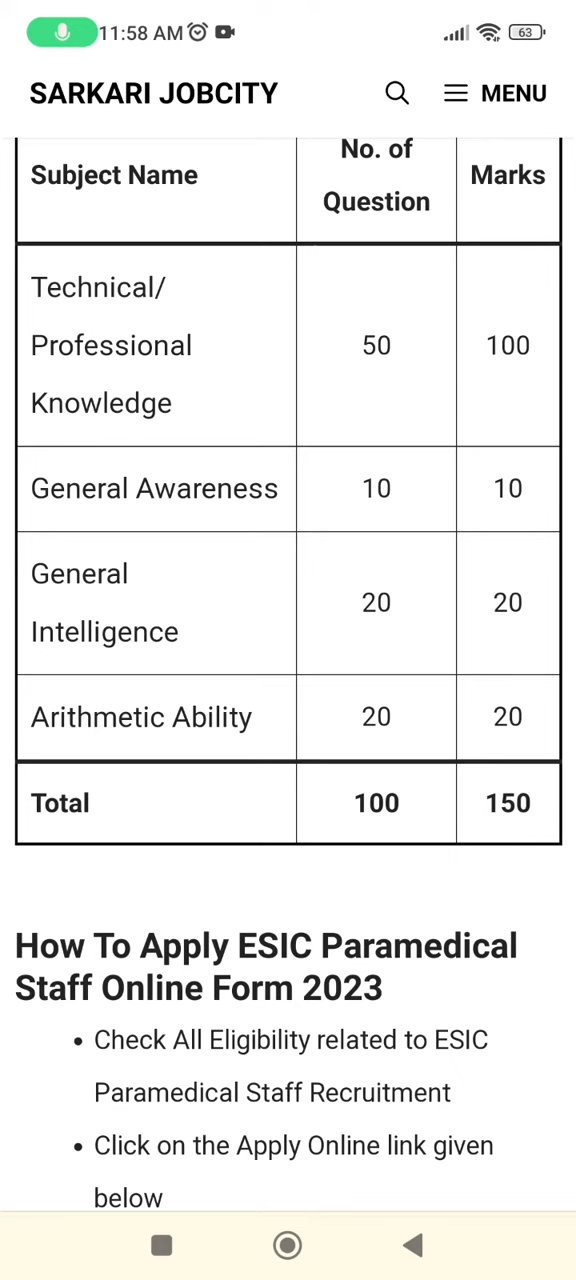 11:58 AM
63
SARKARI JOBCITY
MENU
Subject Name
No. of
Question
Marks
Technical/
Professional
Knowledge
50
100
General Awareness
10
10
General
Intelligence
20
20
Arithmetic Ability
20
20
Total
100
150
How To Apply ESIC Paramedical
Staff Online Form 2023
• Check All Eligibility related to ESIC
Paramedical Staff Recruitment
• Click on the Apply Online link given
below